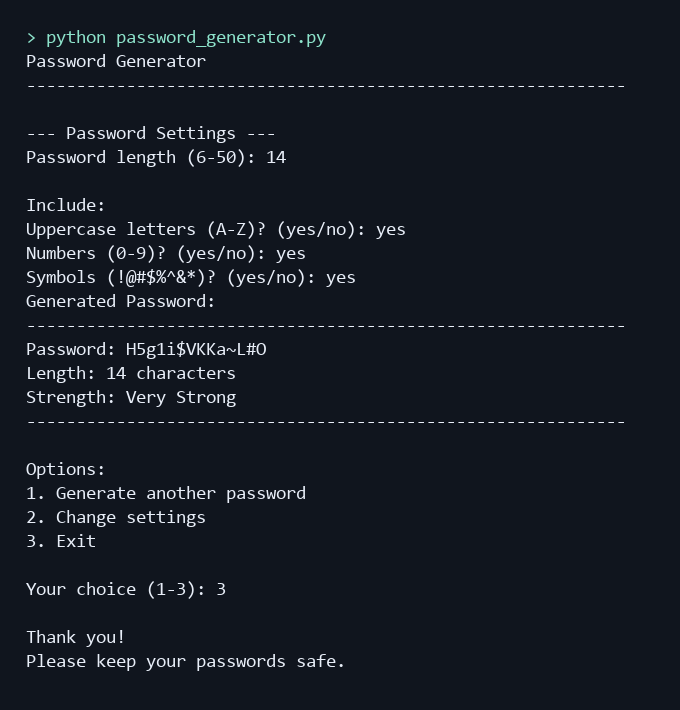 > python password_generator.py
Password Generator
------------------------------------------------------------
--- Password Settings ---
Password length (6-50): 14
Include:
Uppercase letters (A-Z)? (yes/no): yes
Numbers (0-9)? (yes/no): yes
Symbols (!@#$%^&*)? (yes/no): yes
Generated Password:
------------------------------------------------------------
Password: H5g1i$VKKa~L#O
Length: 14 characters
Strength: Very Strong
------------------------------------------------------------
Options:
1. Generate another password
2. Change settings
3. Exit
Your choice (1-3): 3
Thank you!
Please keep your passwords safe.